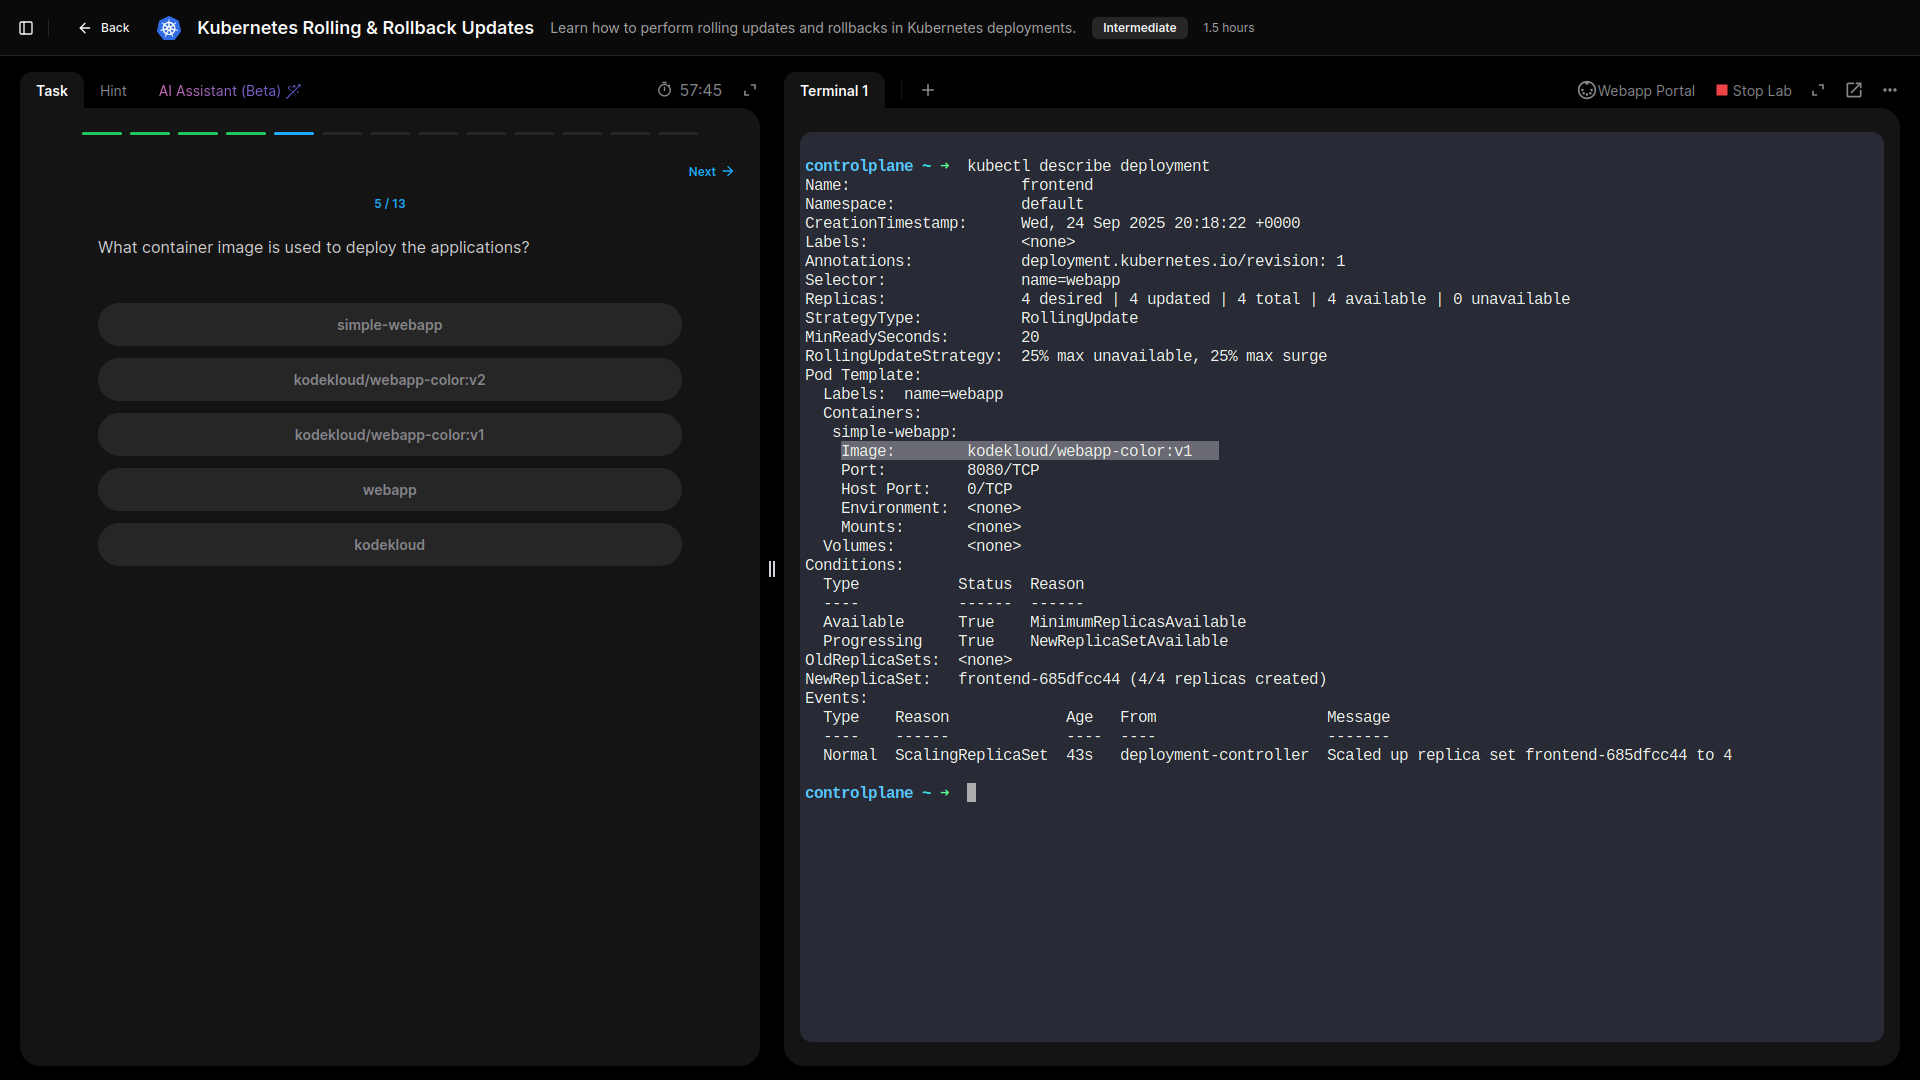 Back
Kubernetes Rolling & Rollback Updates
Learn how to perform rolling updates and rollbacks in Kubernetes deployments.
Intermediate
1.5 hours
Task
Hint
AI Assistant (Beta)
57:45
Next →
5 / 13
What container image is used to deploy the applications?
simple-webapp
kodekloud/webapp-color:v2
kodekloud/webapp-color:v1
webapp
kodekloud
Terminal 1
+
Webapp Portal
Stop Lab
controlplane ~ ➜  kubectl describe deployment
Name:                   frontend
Namespace:              default
CreationTimestamp:      Wed, 24 Sep 2025 20:18:22 +0000
Labels:                 <none>
Annotations:            deployment.kubernetes.io/revision: 1
Selector:               name=webapp
Replicas:               4 desired | 4 updated | 4 total | 4 available | 0 unavailable
StrategyType:           RollingUpdate
MinReadySeconds:        20
RollingUpdateStrategy:  25% max unavailable, 25% max surge
Pod Template:
  Labels:  name=webapp
  Containers:
   simple-webapp:
    Image:        kodekloud/webapp-color:v1
    Port:         8080/TCP
    Host Port:    0/TCP
    Environment:  <none>
    Mounts:       <none>
  Volumes:        <none>
Conditions:
  Type           Status  Reason
  ----           ------  ------
  Available      True    MinimumReplicasAvailable
  Progressing    True    NewReplicaSetAvailable
OldReplicaSets:  <none>
NewReplicaSet:   frontend-685dfcc44 (4/4 replicas created)
Events:
  Type    Reason             Age   From                   Message
  ----    ------             ----  ----                   -------
  Normal  ScalingReplicaSet  43s   deployment-controller  Scaled up replica set frontend-685dfcc44 to 4
controlplane ~ ➜